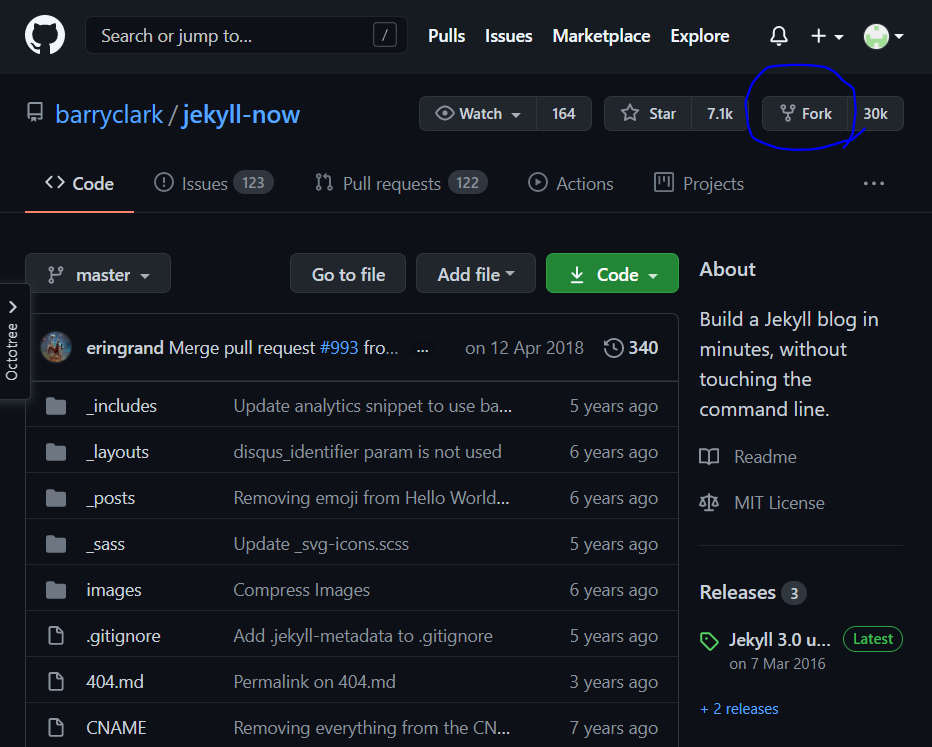 Search or jump to... /
Pulls Issues Marketplace Explore
barryclark / jekyll-now
Watch 164 Star 7.1k Fork 30k
Code Issues 123 Pull requests 122 Actions Projects ...
master Go to file Add file Code
eringrand Merge pull request #993 fro... ... on 12 Apr 2018 340
_includes Update analytics snippet to use ba... 5 years ago
_layouts disqus_identifier param is not used 6 years ago
_posts Removing emoji from Hello World... 6 years ago
_sass Update _svg-icons.scss 5 years ago
images Compress Images 6 years ago
.gitignore Add .jekyll-metadata to .gitignore 5 years ago
404.md Permalink on 404.md 3 years ago
CNAME Removing everything from the CN... 7 years ago
Octotree
About
Build a Jekyll blog in
minutes, without
touching the
command line.
Readme
MIT License
Releases 3
Jekyll 3.0 u... Latest
on 7 Mar 2016
+ 2 releases